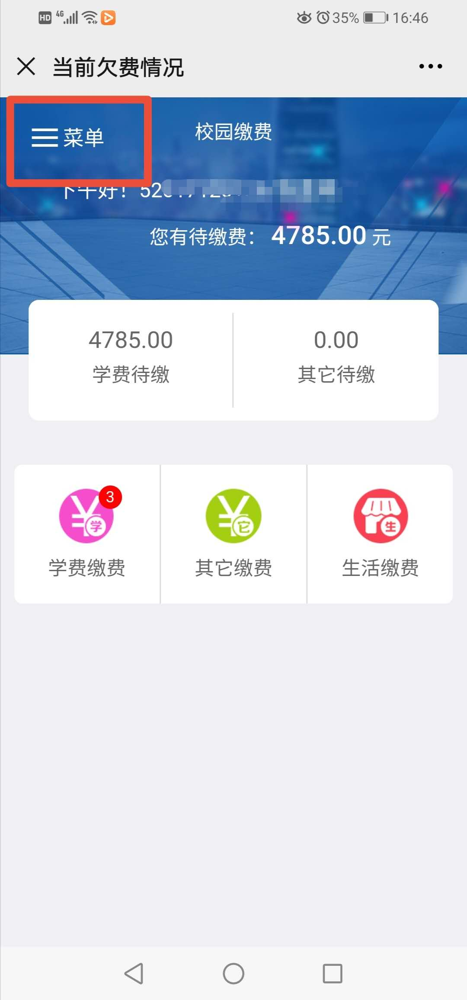 HD 4G 35% 16:46
当前欠费情况
菜单
校园缴费
下午好！
您有待缴费： 4785.00 元
4785.00 0.00
学费待缴 其它待缴
3
学 它 生
学费缴费 其它缴费 生活缴费